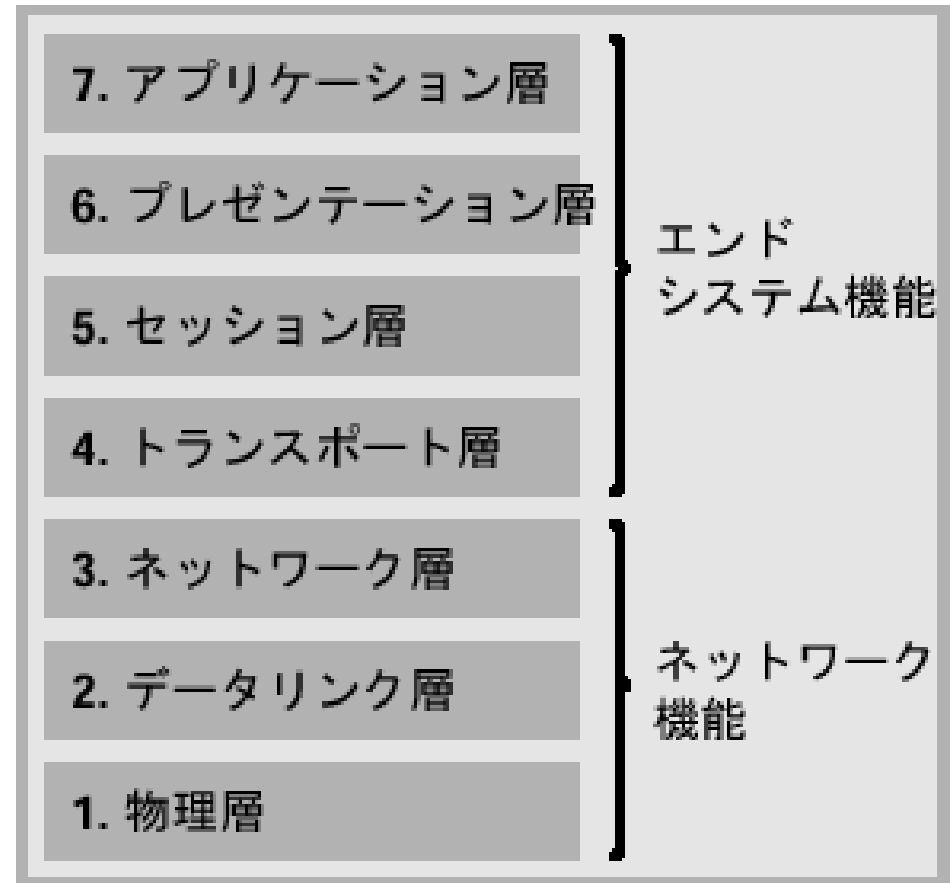 7. アプリケーション層
6. プレゼンテーション層
5. セッション層
4. トランスポート層
エンド
システム機能
3. ネットワーク層
2. データリンク層
1. 物理層
ネットワーク
機能